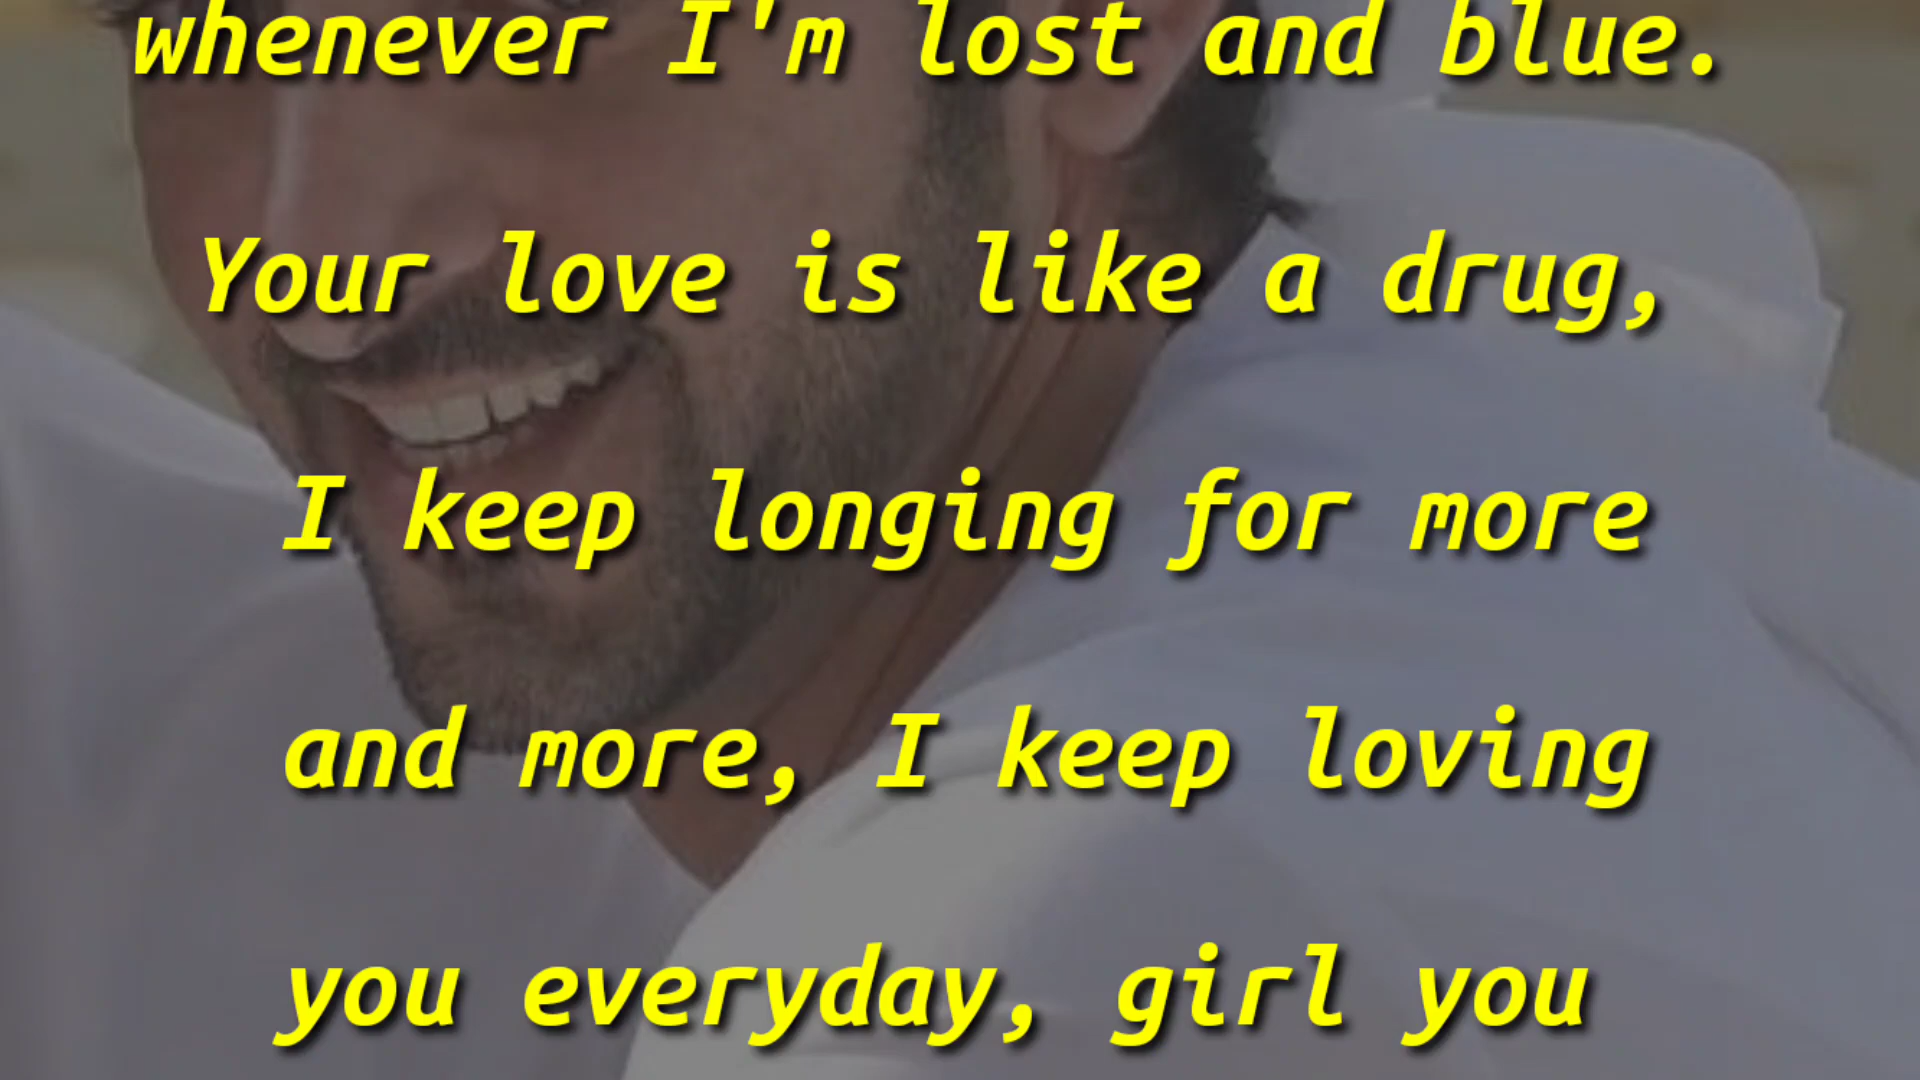 whenever I'm lost and blue.
Your love is like a drug,
I keep longing for more
and more, I keep loving
you everyday, girl you